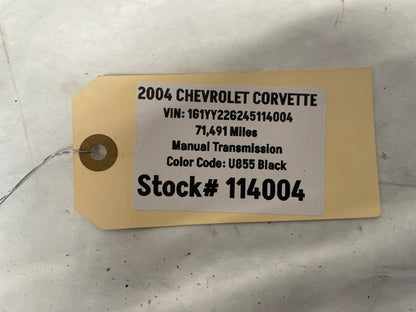 2004 CHEVROLET CORVETTE
VIN: 1G1YY22G245114004
71,491 Miles
Manual Transmission
Color Code: U855 Black
Stock# 114004